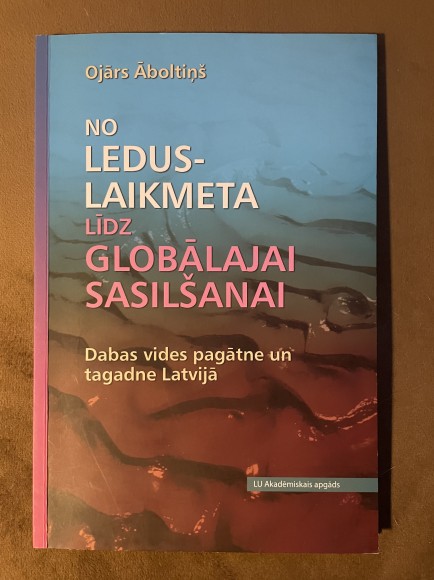 Ojārs Āboltiņš
NO
LEDUS-
LAIKMETA
LĪDZ
GLOBĀLAJAI
SASILŠANAI
Dabas vides pagātne un
tagadne Latvijā
LU Akadēmiskais apgāds